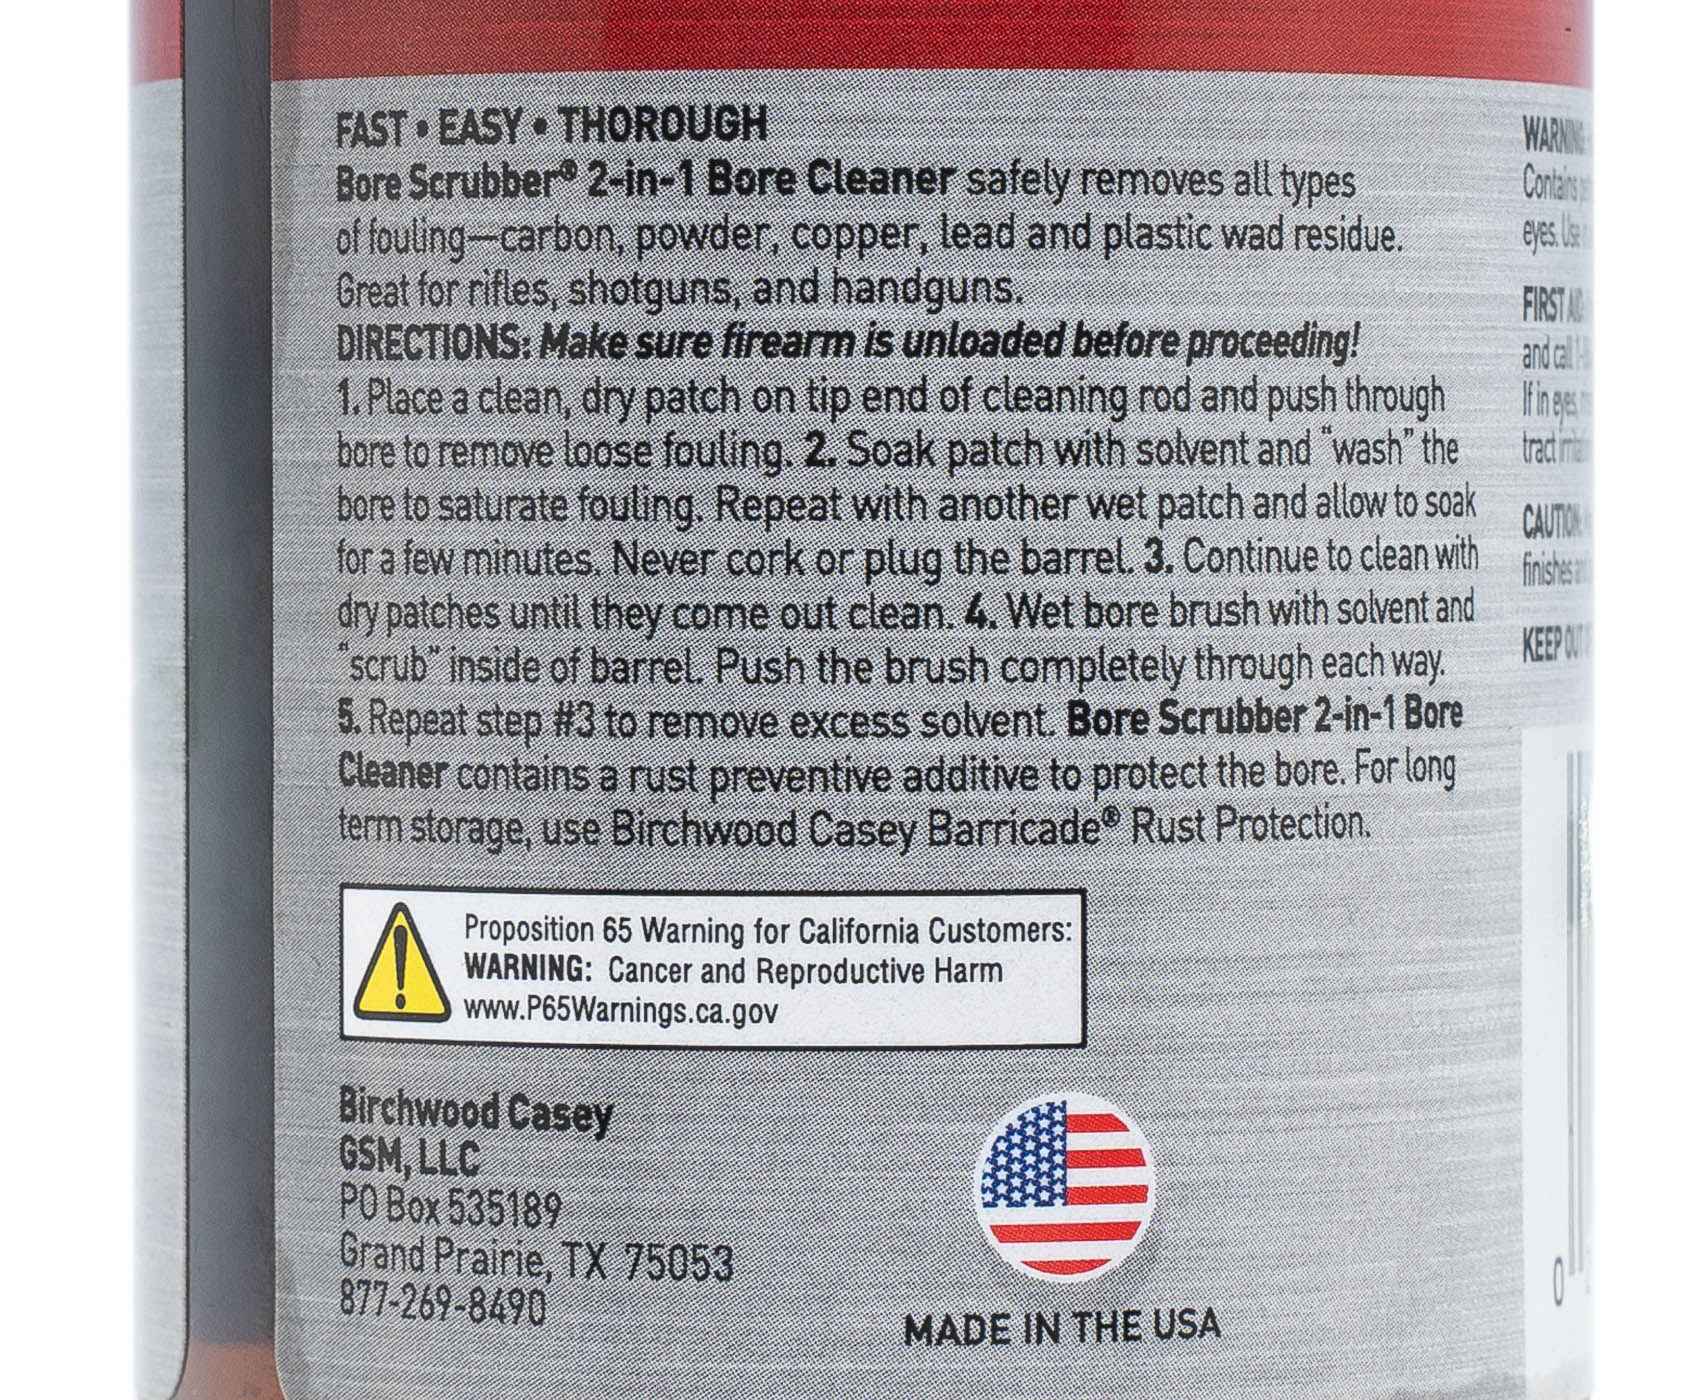 FAST • EASY • THOROUGH
Bore Scrubber® 2-in-1 Bore Cleaner safely removes all types
of fouling—carbon, powder, copper, lead and plastic wad residue.
Great for rifles, shotguns, and handguns.
DIRECTIONS: Make sure firearm is unloaded before proceeding!
1. Place a clean, dry patch on tip end of cleaning rod and push through
bore to remove loose fouling. 2. Soak patch with solvent and “wash” the
bore to saturate fouling. Repeat with another wet patch and allow to soak
for a few minutes. Never cork or plug the barrel. 3. Continue to clean with
dry patches until they come out clean. 4. Wet bore brush with solvent and
“scrub” inside of barrel. Push the brush completely through each way.
5. Repeat step #3 to remove excess solvent. Bore Scrubber 2-in-1 Bore
Cleaner contains a rust preventive additive to protect the bore. For long
term storage, use Birchwood Casey Barricade® Rust Protection.
Proposition 65 Warning for California Customers:
WARNING: Cancer and Reproductive Harm
www.P65Warnings.ca.gov
Birchwood Casey
GSM, LLC
PO Box 535189
Grand Prairie, TX 75053
877-269-8490
MADE IN THE USA
WARNING:
Contains
eyes. Use
FIRST AID:
and call
If in eyes,
tract
CAUTION:
finishes
KEEP OUT
0